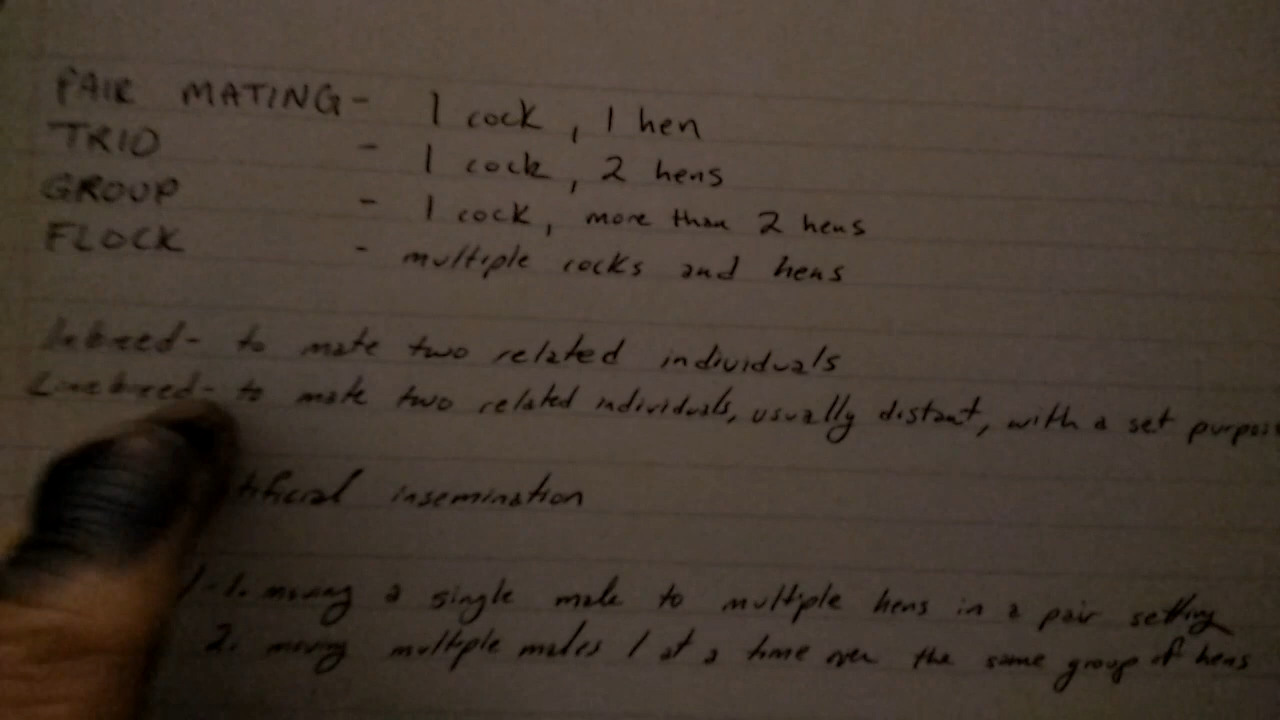 PAIR MATING - 1 cock, 1 hen
TRIO - 1 cock, 2 hens
GROUP - 1 cock, more than 2 hens
FLOCK - multiple cocks and hens
Inbreed - to mate two related individuals
Linebreed - to mate two related individuals, usually distant, with a set
tificial insemination
1. moving a single male to multiple hens in a pair setting
2. moving multiple males 1 at a time over the same group of hens